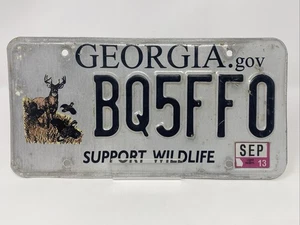 GEORGIA.gov
BQ5FF0
SEP
13
SUPPORT WILDLIFE